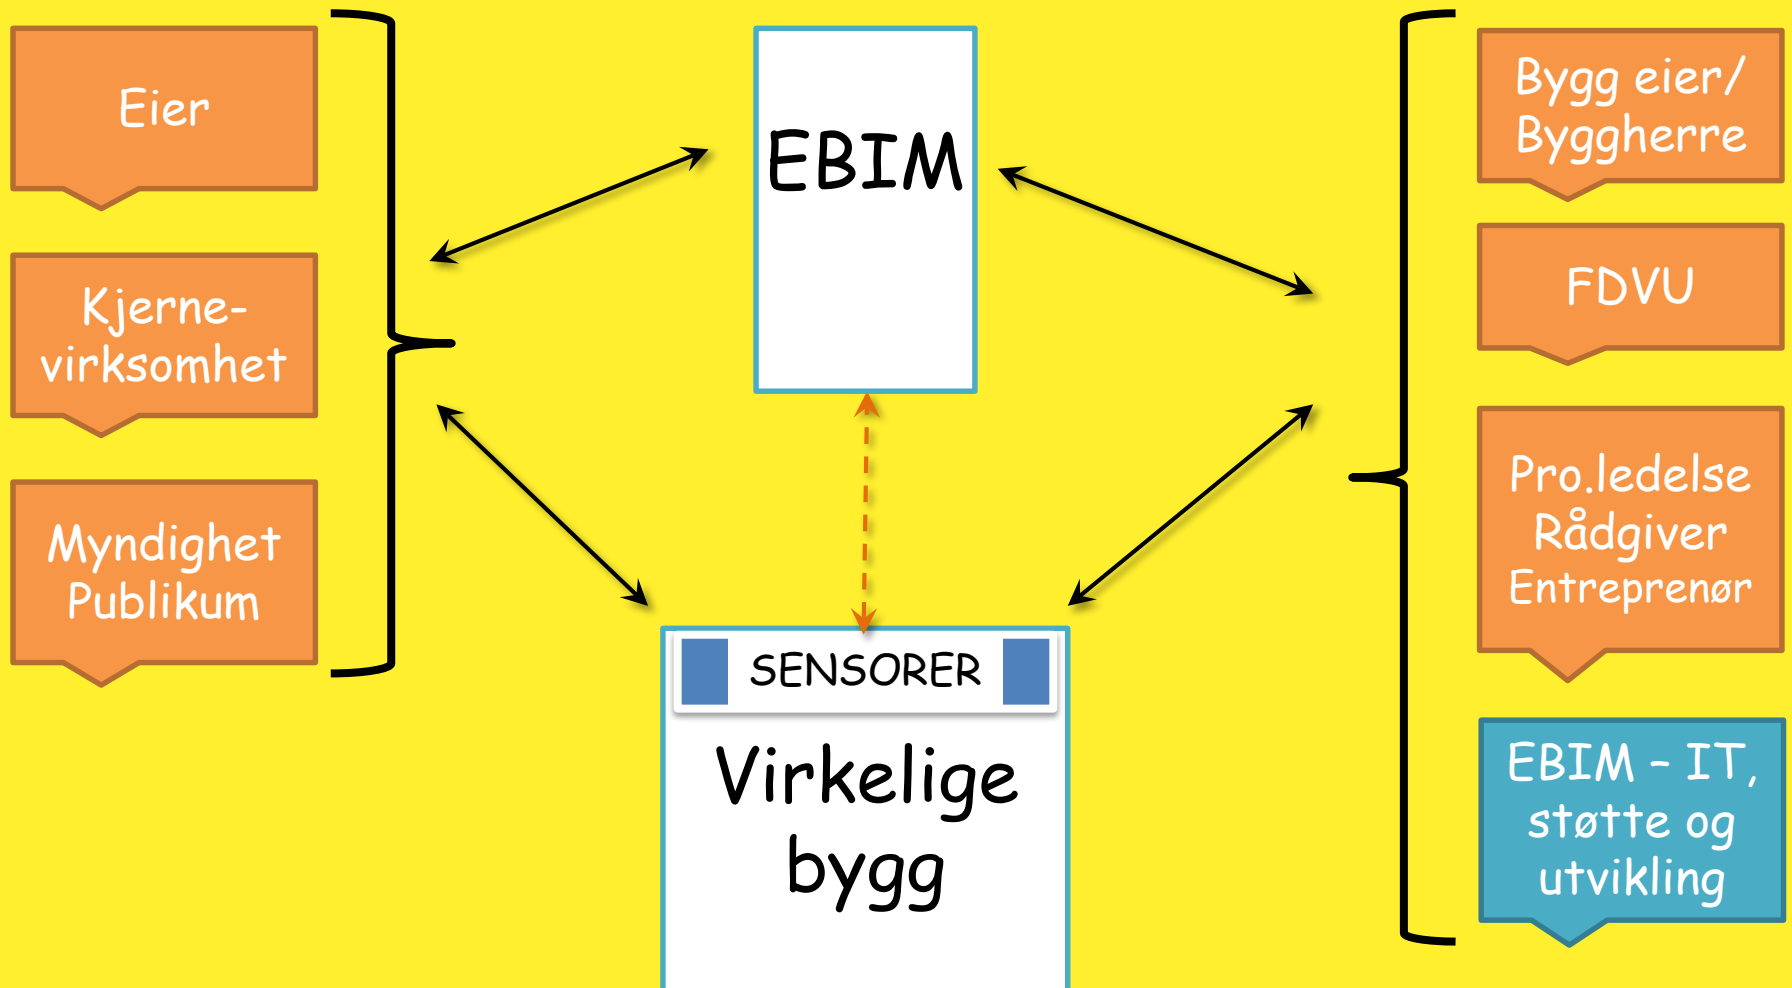 Eier
Kjerne-
virksomhet
Myndighet
Publikum
EBIM
SENSORER
Virkelige
bygg
Bygg eier/
Byggherre
FDVU
Pro.ledelse
Rådgiver
Entreprenør
EBIM – IT,
støtte og
utvikling